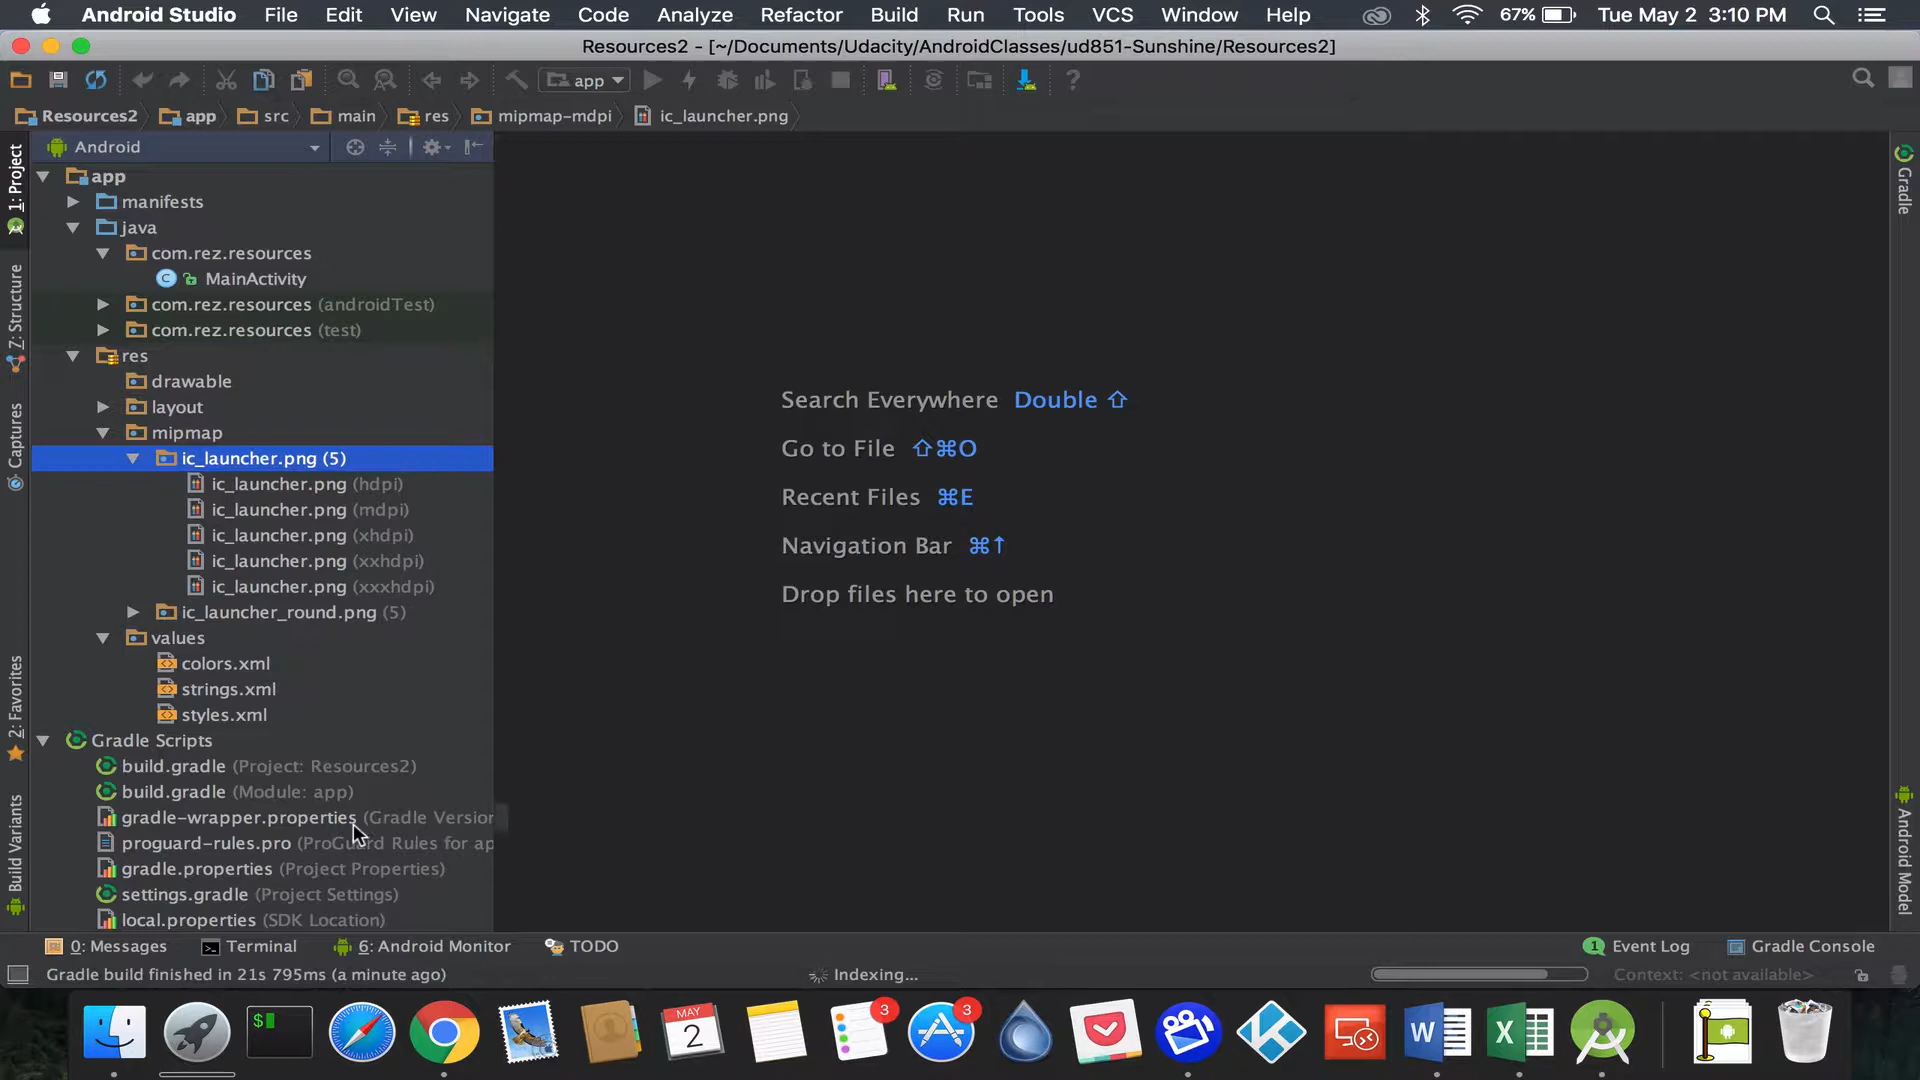 Android Studio File Edit View Navigate Code Analyze Refactor Build Run Tools VCS Window Help 67% Tue May 2 3:10 PM
Resources2 - [~/Documents/Udacity/AndroidClasses/ud851-Sunshine/Resources2]
app
Resources2 app src main res mipmap-mdpi ic_launcher.png
Android
1: Project
Z: Structure
Captures
2: Favorites
Build Variants
app
manifests
java
com.rez.resources
MainActivity
com.rez.resources (androidTest)
com.rez.resources (test)
res
drawable
layout
mipmap
ic_launcher.png (5)
ic_launcher.png (hdpi)
ic_launcher.png (mdpi)
ic_launcher.png (xhdpi)
ic_launcher.png (xxhdpi)
ic_launcher.png (xxxhdpi)
ic_launcher_round.png (5)
values
colors.xml
strings.xml
styles.xml
Gradle Scripts
build.gradle (Project: Resources2)
build.gradle (Module: app)
gradle-wrapper.properties (Gradle Version
proguard-rules.pro (ProGuard Rules for ap
gradle.properties (Project Properties)
settings.gradle (Project Settings)
local.properties (SDK Location)
Search Everywhere Double ⇧
Go to File ⇧⌘O
Recent Files ⌘E
Navigation Bar ⌘↑
Drop files here to open
Gradle
Android Model
0: Messages Terminal 6: Android Monitor TODO 1 Event Log Gradle Console
Gradle build finished in 21s 795ms (a minute ago) Indexing... Context: <not available>
$
MAY
2
3
3
W
X